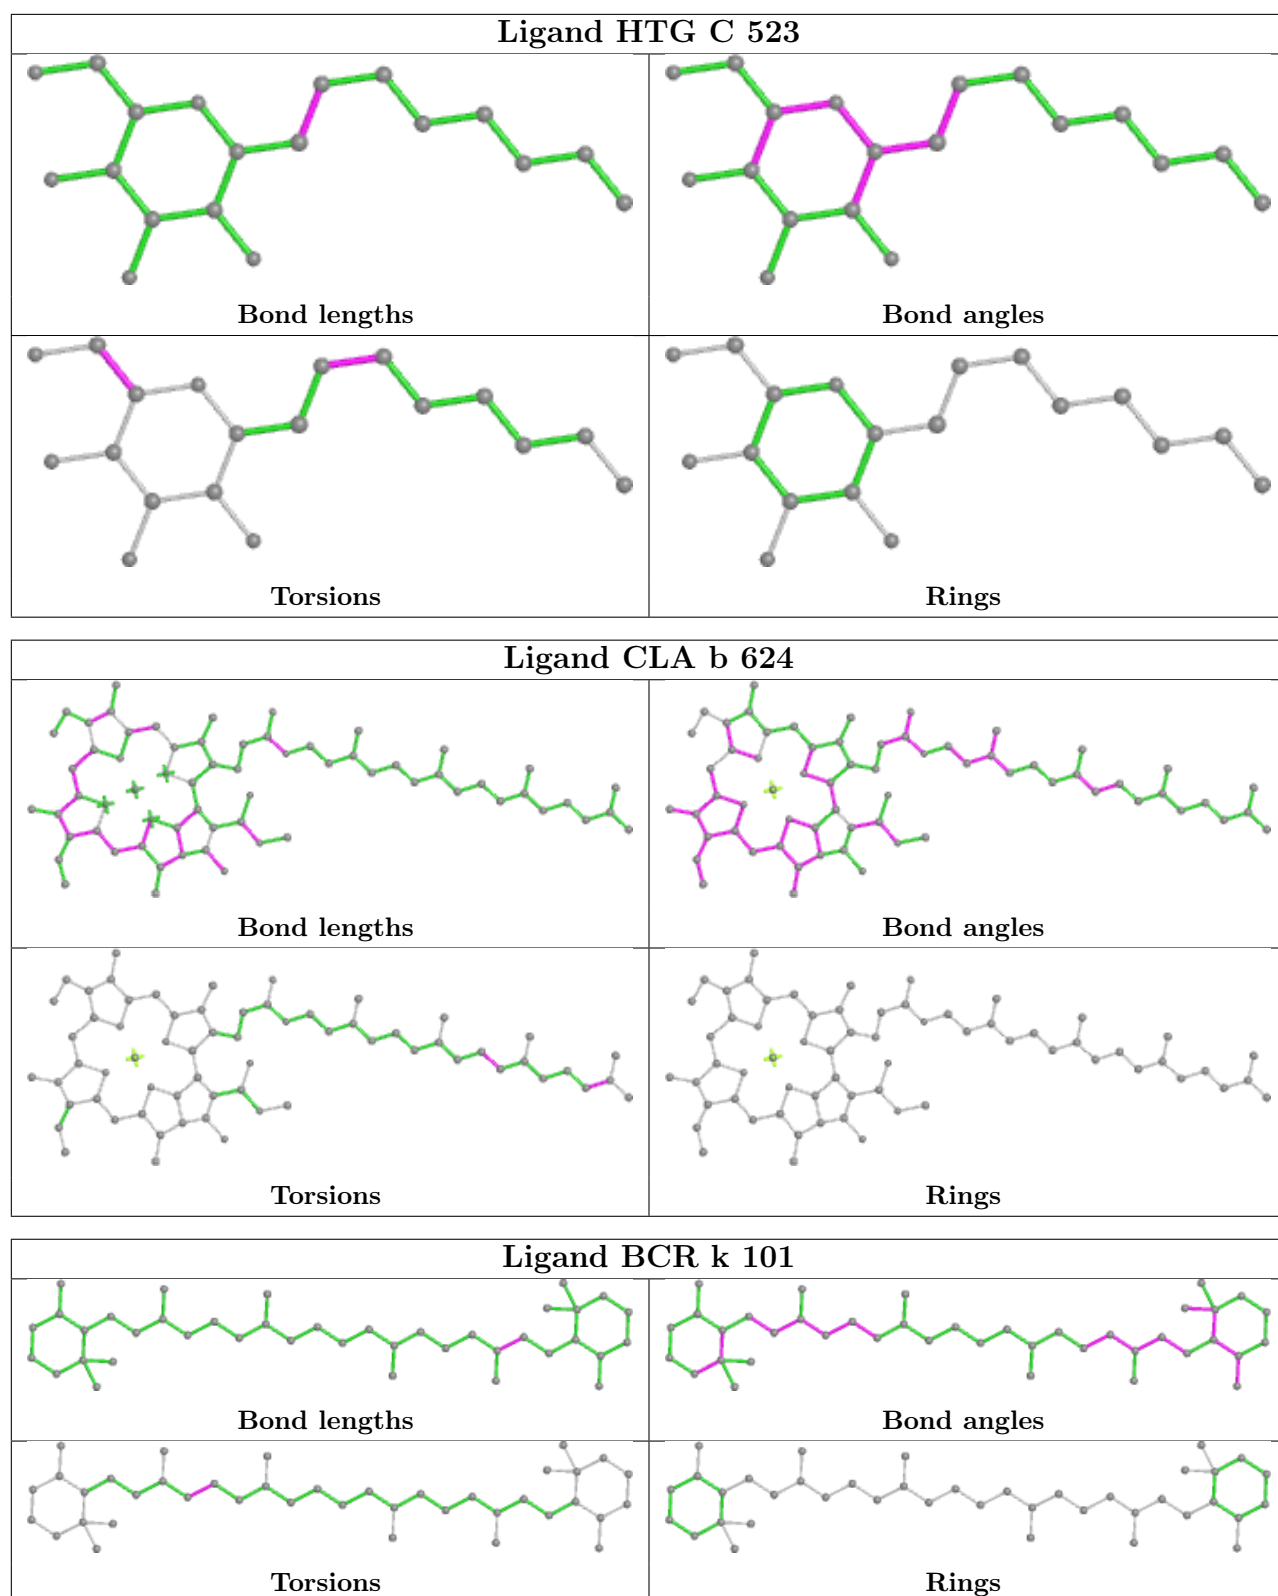 Ligand HTG C 523
Bond lengths
Bond angles
Torsions
Rings
Ligand CLA b 624
Bond lengths
Bond angles
Torsions
Rings
Ligand BCR k 101
Bond lengths
Bond angles
Torsions
Rings